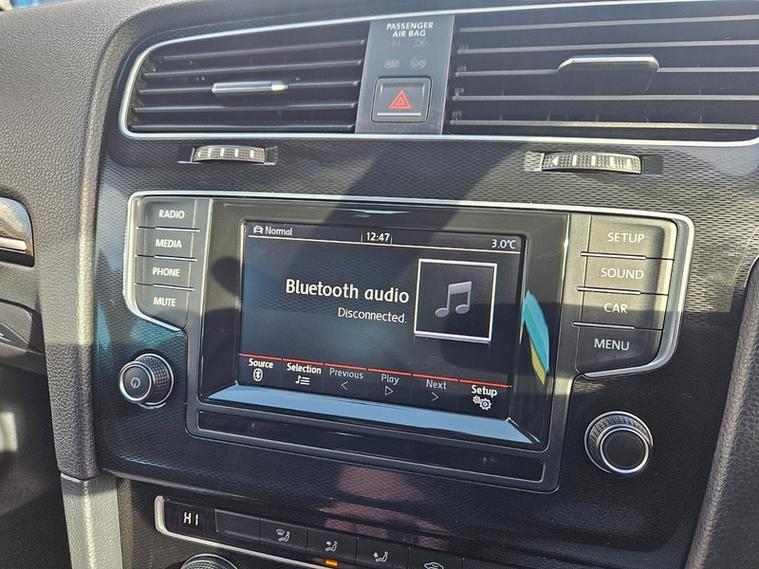 PASSENGER
AIR BAG
RADIO
MEDIA
PHONE
MUTE
Normal
12:47
3.0°C
Bluetooth audio
Disconnected.
Source
Selection
Previous
Play
Next
Setup
SETUP
SOUND
CAR
MENU
HI